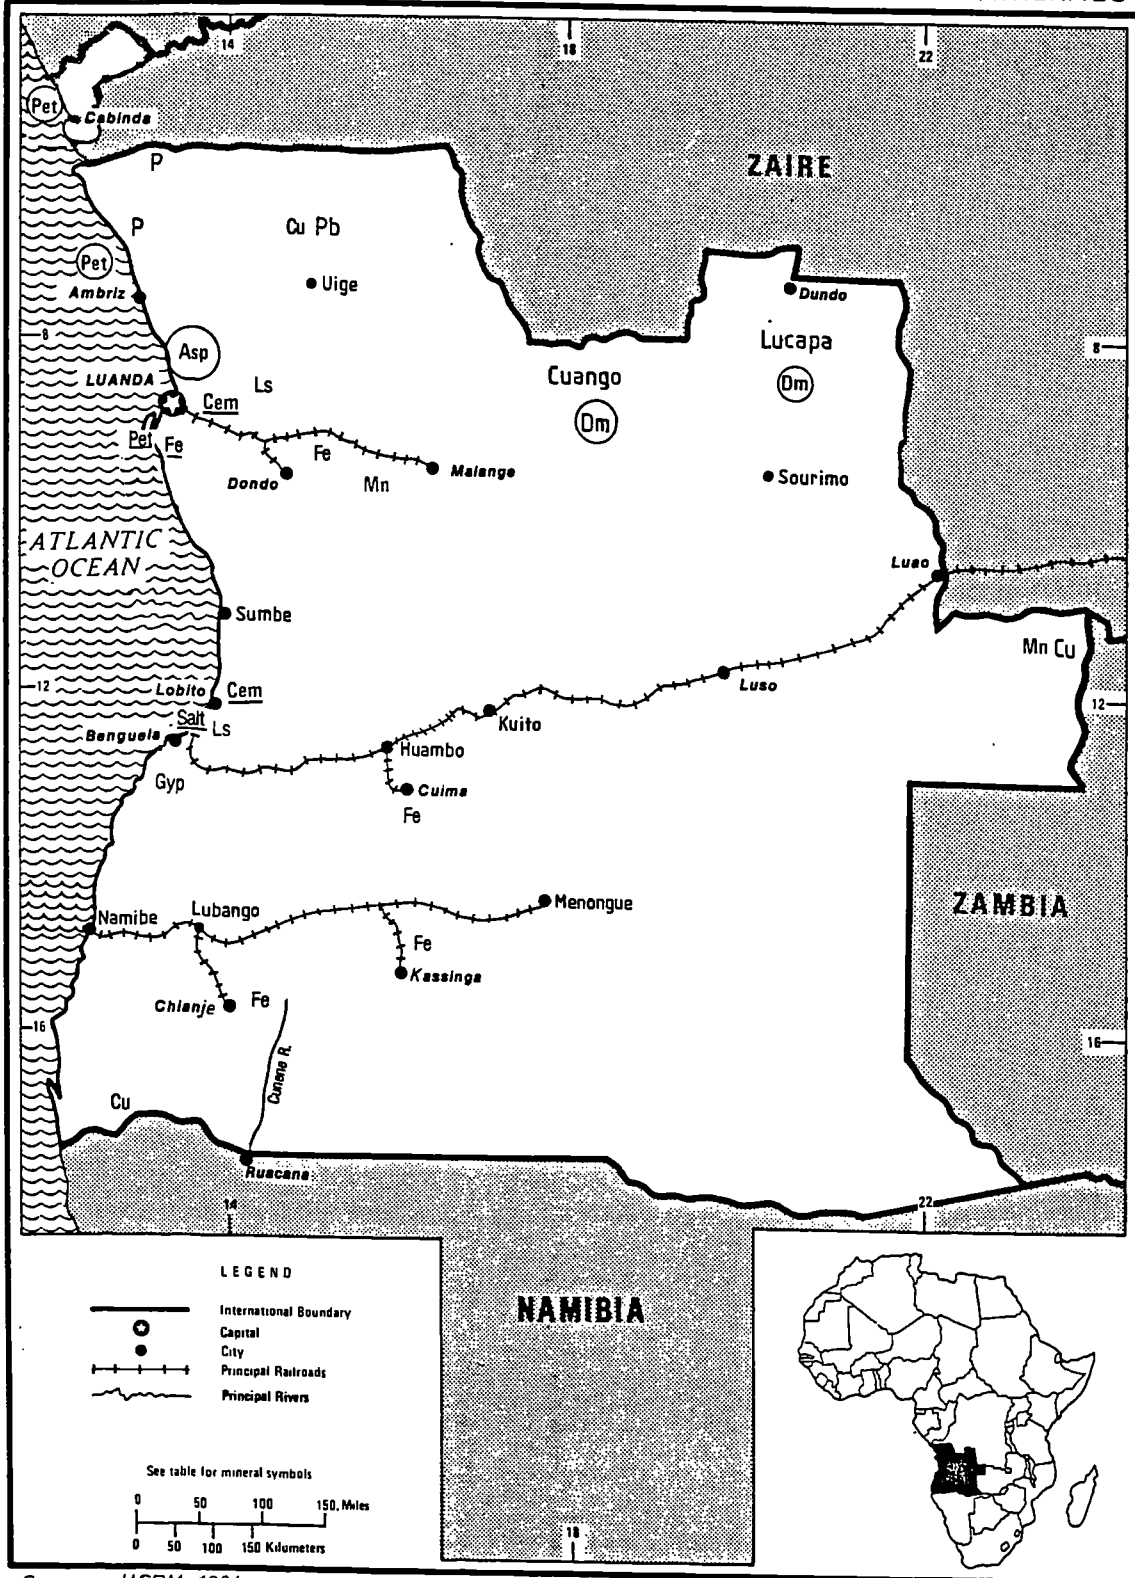 14
18
22
Pet
Cabinda
P
ZAIRE
P
Cu Pb
Pet
Ambriz
Uige
Dundo
8
8
Asp
Lucapa
LUANDA
Ls
Cuango
Dm
Cem
Dm
Pet Fe
Fe
Malange
Dondo
Mn
Sourimo
ATLANTIC
OCEAN
Luao
Sumbe
Mn Cu
12
Lobito
Cem
Luso
12
Salt Ls
Kuito
Benguela
Huambo
Gyp
Cuima
Fe
Menongue
ZAMBIA
Namibe
Lubango
Fe
Kassinga
Chianje
Fe
16
16
Cunene R.
Cu
Ruacana
14
22
LEGEND
NAMIBIA
International Boundary
Capital
City
Principal Railroads
Principal Rivers
See table for mineral symbols
0 50 100 150 Miles
0 50 100 150 Kilometers
18